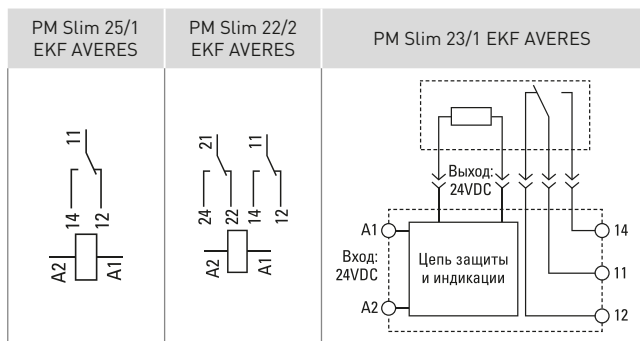 PM Slim 25/1
EKF AVERES
PM Slim 22/2
EKF AVERES
PM Slim 23/1 EKF AVERES
11
14
12
A2
A1
21
11
24
22
14
12
A2
A1
Выход:
24VDC
A1
Вход:
24VDC
A2
Цепь защиты
и индикации
14
11
12